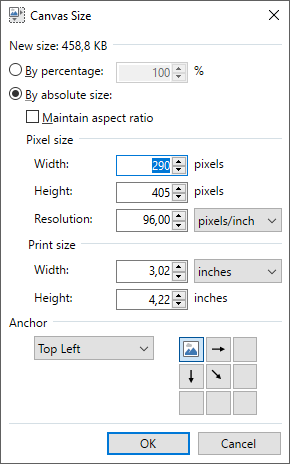 Canvas Size
New size: 458,8 KB
By percentage: 100 %
By absolute size:
Maintain aspect ratio
Pixel size
Width: 290 pixels
Height: 405 pixels
Resolution: 96,00 pixels/inch
Print size
Width: 3,02 inches
Height: 4,22 inches
Anchor
Top Left
OK Cancel